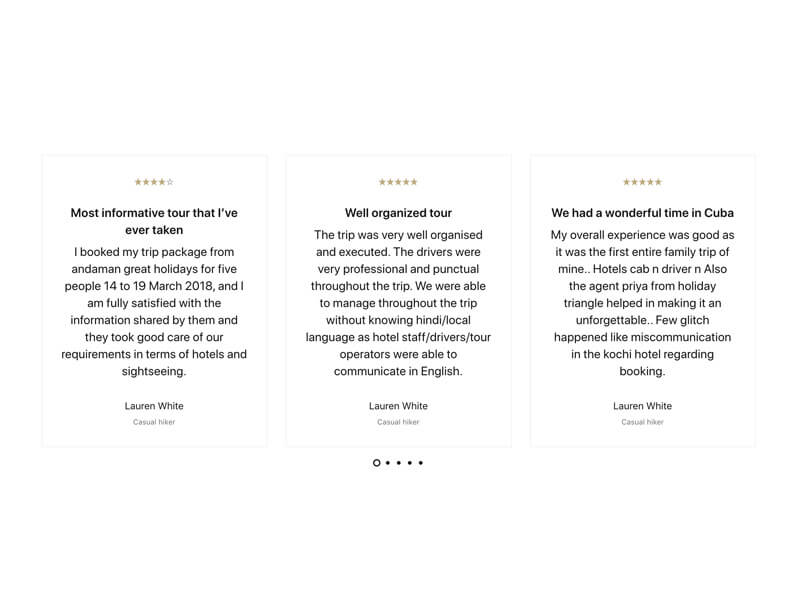 ★★★★☆
Most informative tour that I've
ever taken
I booked my trip package from
andaman great holidays for five
people 14 to 19 March 2018, and I
am fully satisfied with the
information shared by them and
they took good care of our
requirements in terms of hotels and
sightseeing.
Lauren White
Casual hiker
★★★★★
Well organized tour
The trip was very well organised
and executed. The drivers were
very professional and punctual
throughout the trip. We were able
to manage throughout the trip
without knowing hindi/local
language as hotel staff/drivers/tour
operators were able to
communicate in English.
Lauren White
Casual hiker
★★★★★
We had a wonderful time in Cuba
My overall experience was good as
it was the first entire family trip of
mine.. Hotels cab n driver n Also
the agent priya from holiday
triangle helped in making it an
unforgettable.. Few glitch
happened like miscommunication
in the kochi hotel regarding
booking.
Lauren White
Casual hiker